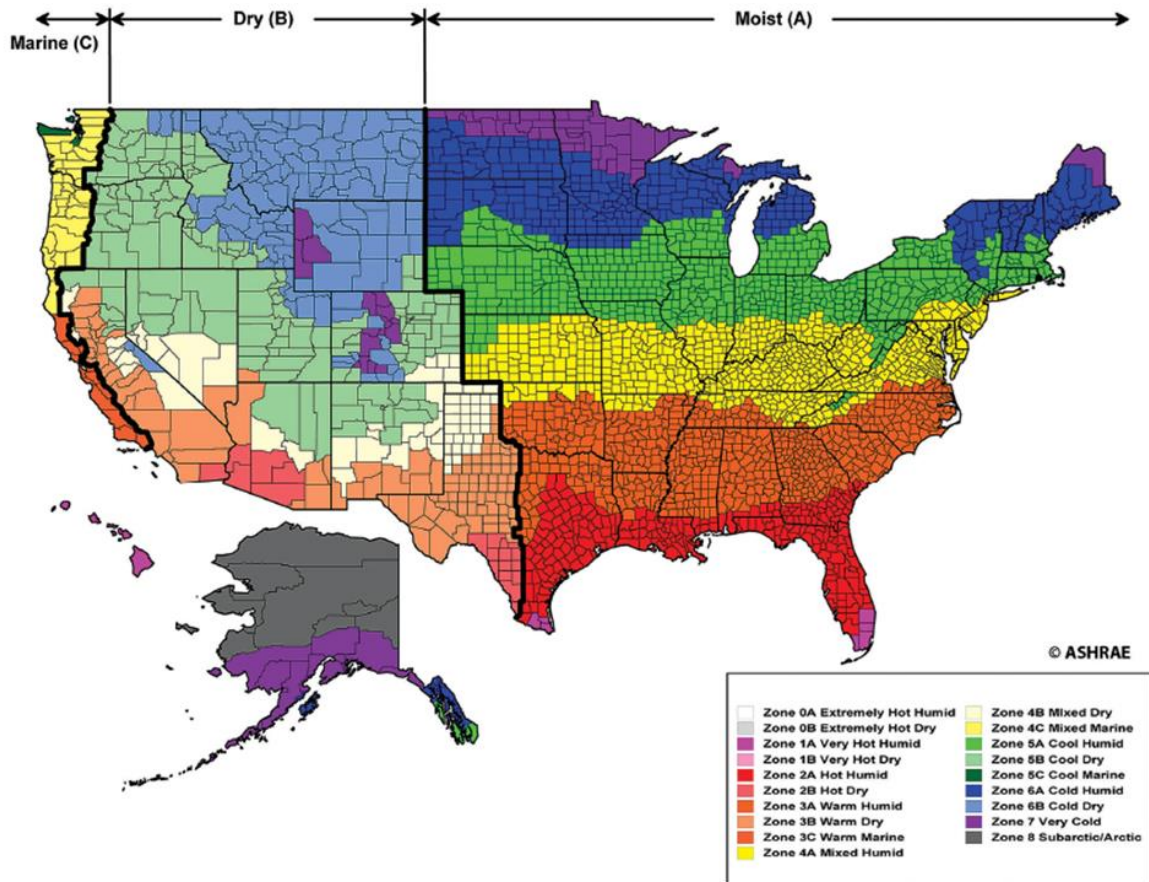 Dry (B)
Moist (A)
Marine (C)
© ASHRAE
Zone 0A Extremely Hot Humid
Zone 0B Extremely Hot Dry
Zone 1A Very Hot Humid
Zone 1B Very Hot Dry
Zone 2A Hot Humid
Zone 2B Hot Dry
Zone 3A Warm Humid
Zone 3B Warm Dry
Zone 3C Warm Marine
Zone 4A Mixed Humid
Zone 4B Mixed Dry
Zone 4C Mixed Marine
Zone 5A Cool Humid
Zone 5B Cool Dry
Zone 5C Cool Marine
Zone 6A Cold Humid
Zone 6B Cold Dry
Zone 7 Very Cold
Zone 8 Subarctic/Arctic